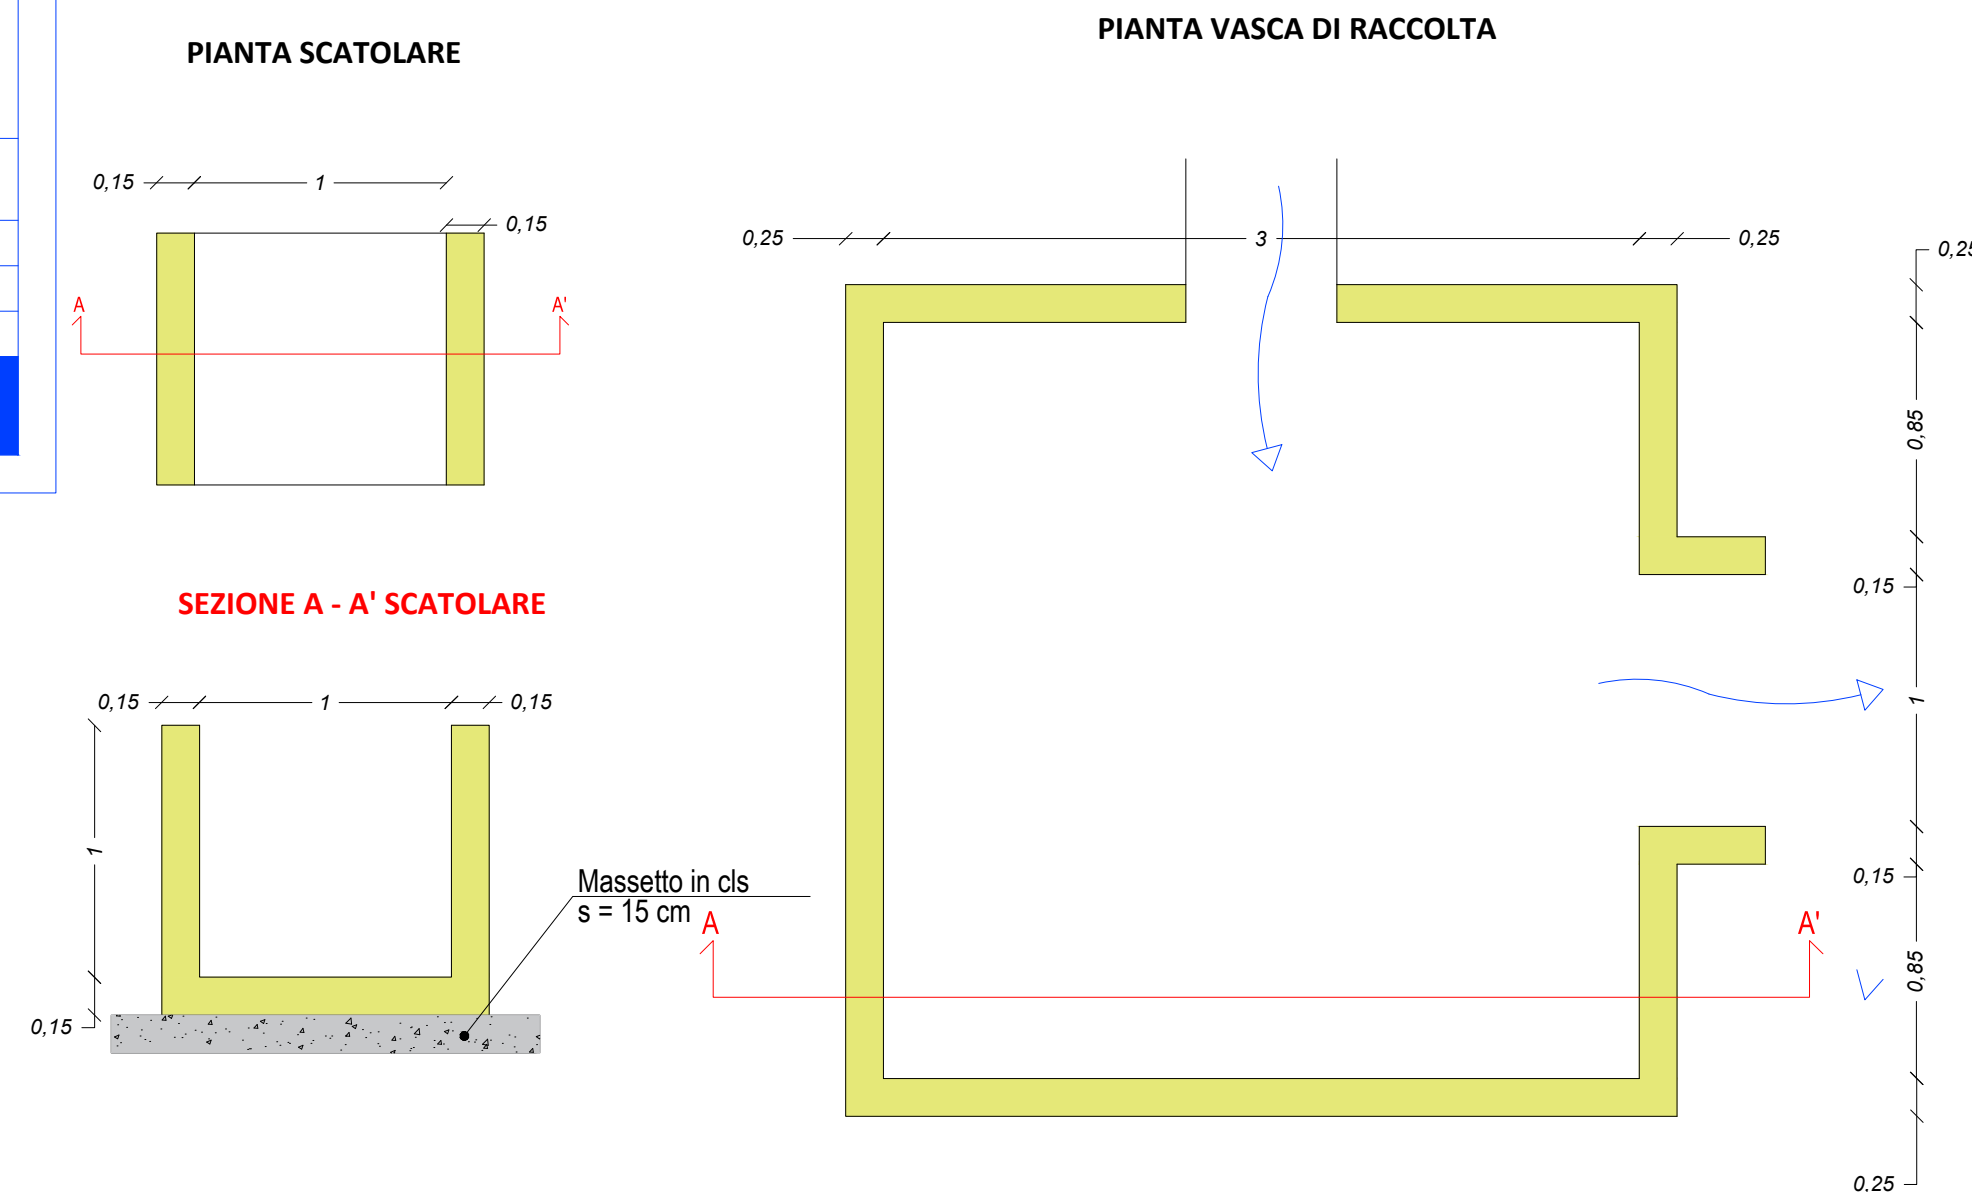 PIANTA SCATOLARE
0,15
1
0,15
A
A'
SEZIONE A - A' SCATOLARE
0,15
1
0,15
1
0,15
Massetto in cls
s = 15 cm
PIANTA VASCA DI RACCOLTA
0,25
3
0,25
0,25
0,85
0,15
1
0,15
0,85
0,25
A
A'